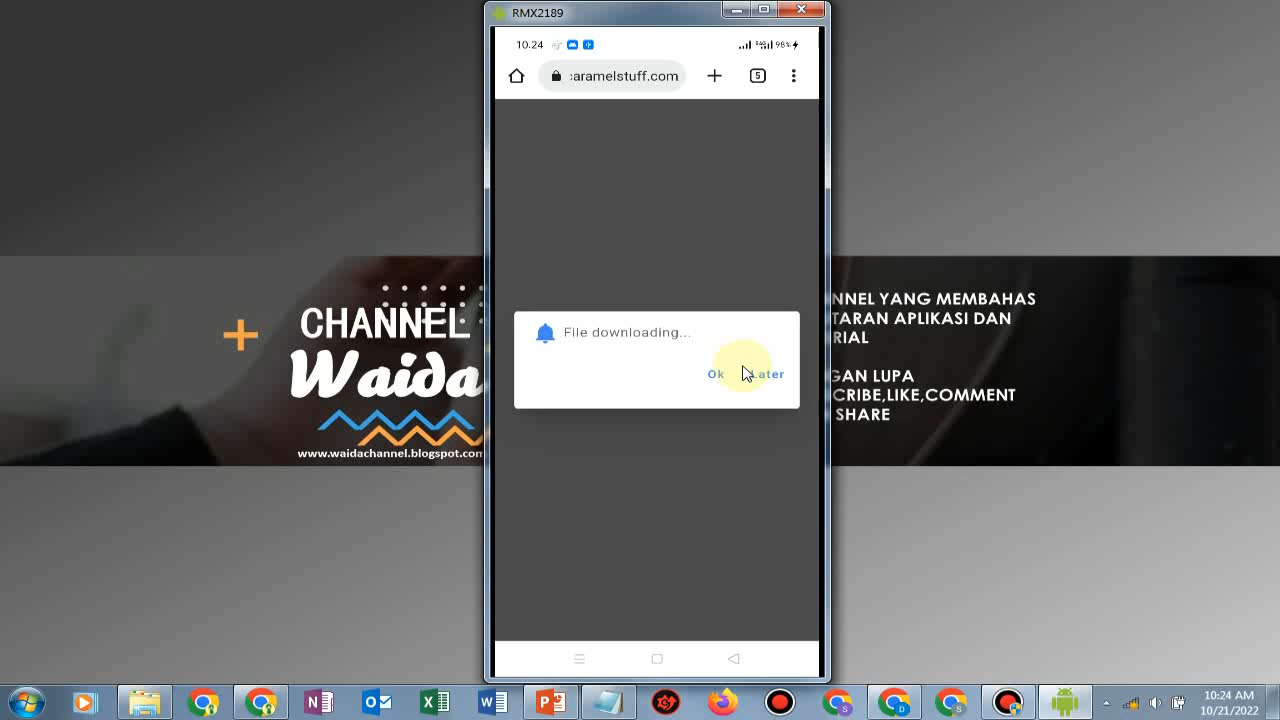 RMX2189
10.24
98%
:aramelstuff.com
5
File downloading...
Ok
Later
CHANNEL
Waida
www.waidachannel.blogspot.com
NNEL YANG MEMBAHAS
TARAN APLIKASI DAN
RIAL
GAN LUPA
CRIBE,LIKE,COMMENT
SHARE
10:24 AM
10/21/2022